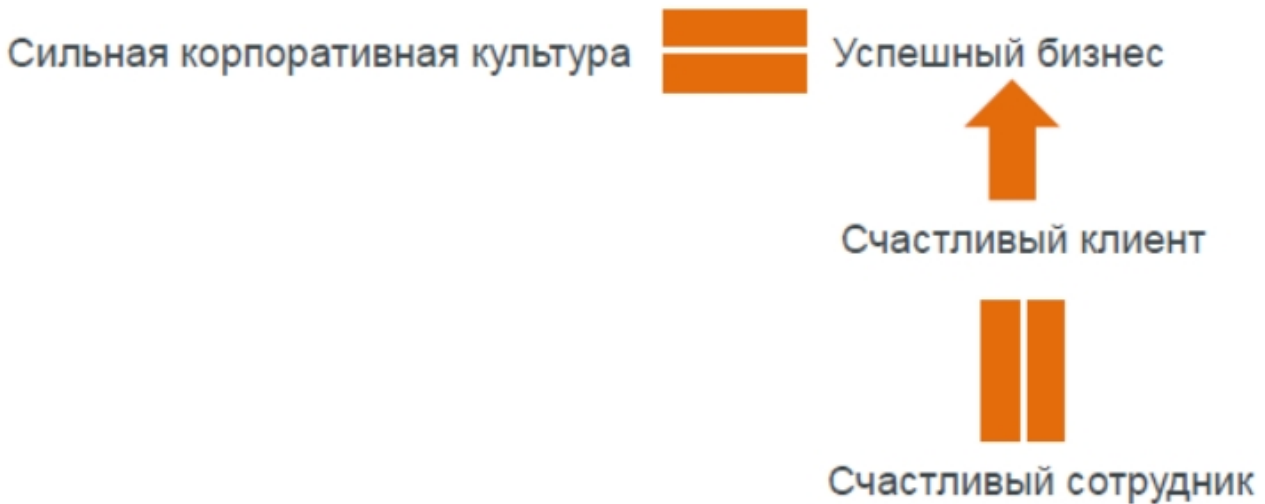 Сильная корпоративная культура
Успешный бизнес
Счастливый клиент
Счастливый сотрудник